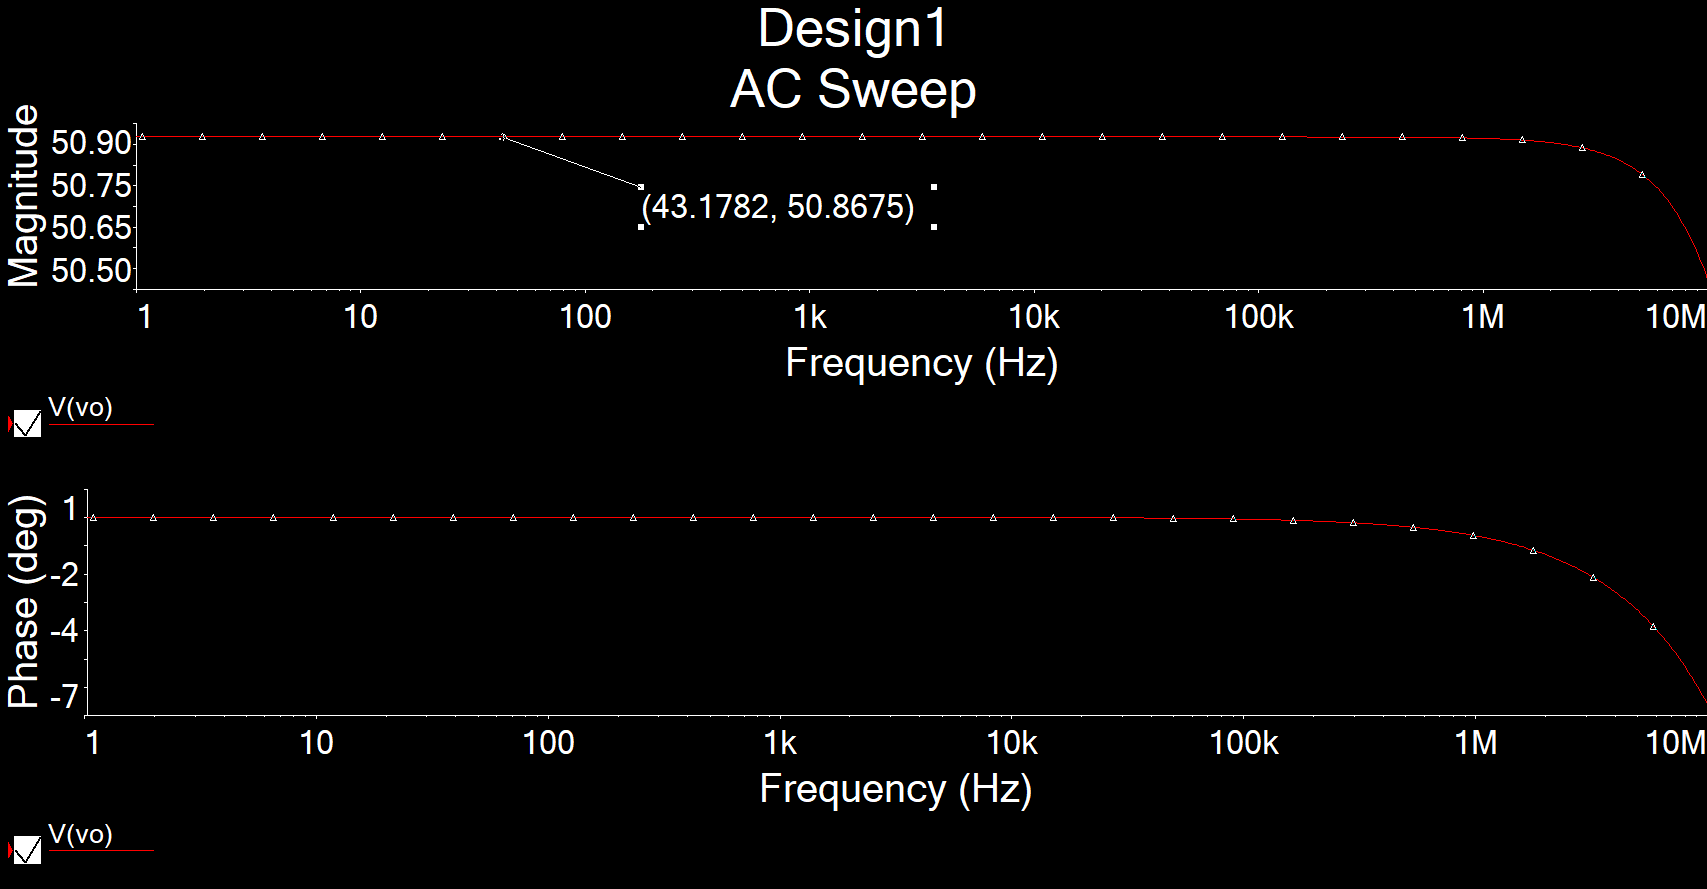 Design1
AC Sweep
Magnitude
50.90
50.75
50.65
50.50
(43.1782, 50.8675)
1 10 100 1k 10k 100k 1M 10M
Frequency (Hz)
V(vo)
Phase (deg)
1
-2
-4
-7
1 10 100 1k 10k 100k 1M 10M
Frequency (Hz)
V(vo)